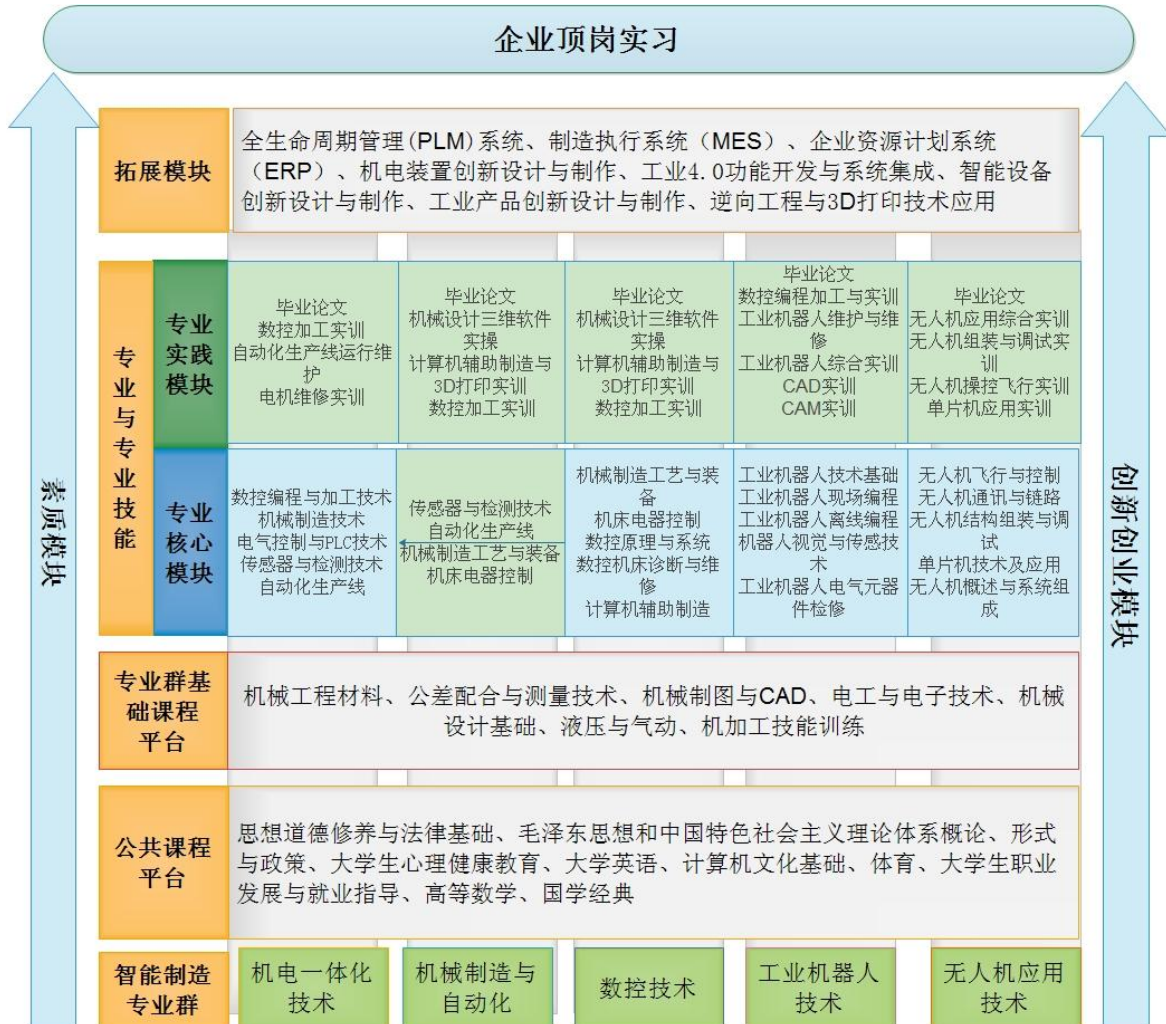 企业顶岗实习
拓展模块
全生命周期管理(PLM)系统、制造执行系统（MES）、企业资源计划系统
（ERP）、机电装置创新设计与制作、工业4.0功能开发与系统集成、智能设备
创新设计与制作、工业产品创新设计与制作、逆向工程与3D打印技术应用
专业与专业技能
专业
实践
模块
毕业论文
数控加工实训
自动化生产线运行维
护
电机维修实训
毕业论文
机械设计三维软件
实操
计算机辅助制造与
3D打印实训
数控加工实训
毕业论文
机械设计三维软件
实操
计算机辅助制造与
3D打印实训
数控加工实训
毕业论文
数控编程加工与实训
工业机器人维护与维
修
工业机器人综合实训
CAD实训
CAM实训
毕业论文
无人机应用综合实训
无人机组装与调试实
训
无人机操控飞行实训
单片机应用实训
专业
核心
模块
数控编程与加工技术
机械制造技术
电气控制与PLC技术
传感器与检测技术
自动化生产线
传感器与检测技术
自动化生产线
机械制造工艺与装备
机床电器控制
机械制造工艺与装
备
机床电器控制
数控原理与系统
数控机床诊断与维
修
计算机辅助制造
工业机器人技术基础
工业机器人现场编程
工业机器人离线编程
机器人视觉与传感技
术
工业机器人电气元器
件检修
无人机飞行与控制
无人机通讯与链路
无人机结构组装与调
试
单片机技术及应用
无人机概述与系统组
成
素质模块
创新创业模块
专业群基
础课程
平台
机械工程材料、公差配合与测量技术、机械制图与CAD、电工与电子技术、机械
设计基础、液压与气动、机加工技能训练
公共课程
平台
思想道德修养与法律基础、毛泽东思想和中国特色社会主义理论体系概论、形式
与政策、大学生心理健康教育、大学英语、计算机文化基础、体育、大学生职业
发展与就业指导、高等数学、国学经典
智能制造
专业群
机电一体化
技术
机械制造与
自动化
数控技术
工业机器人
技术
无人机应用
技术